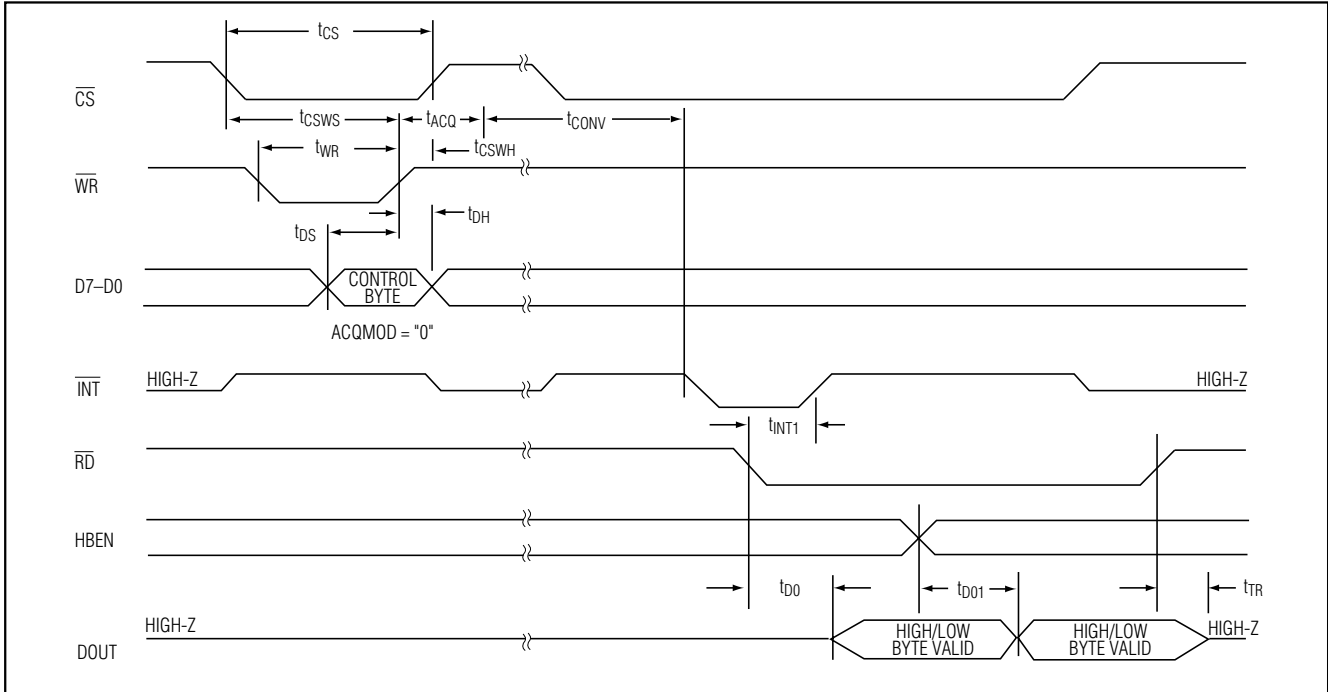 tCS
CS
tCSWS
tACQ
tCONV
tWR
tCSWH
WR
tDH
tDS
D7–D0
CONTROL
BYTE
ACQMOD = "0"
INT
HIGH-Z
HIGH-Z
tINT1
RD
HBEN
tD0
tD01
tTR
HIGH-Z
HIGH/LOW
BYTE VALID
HIGH/LOW
BYTE VALID
HIGH-Z
DOUT